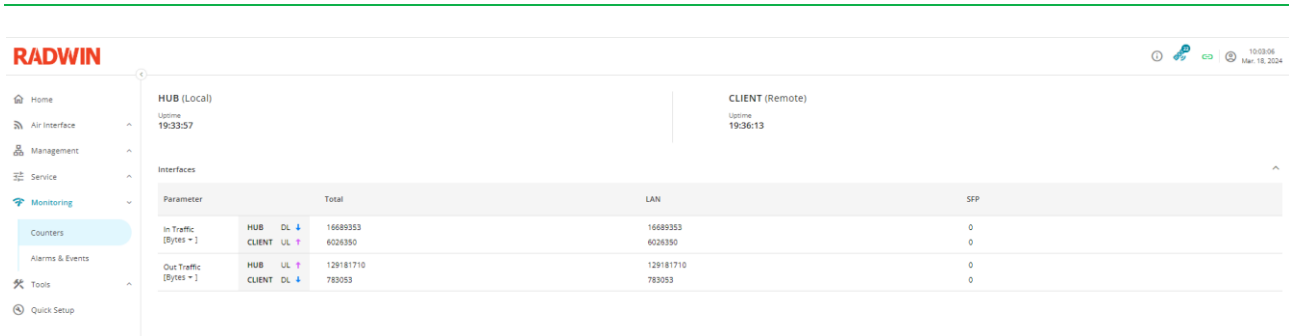 RADWIN
10:03:06
Mar. 18, 2024
Home
Air Interface
Management
Service
Monitoring
Counters
Alarms & Events
Tools
Quick Setup
HUB (Local)
Uptime
19:33:57
CLIENT (Remote)
Uptime
19:36:13
Interfaces
Parameter Total LAN SFP
In Traffic
[Bytes ]
HUB DL 16689353 16689353 0
CLIENT UL 6026350 6026350 0
Out Traffic
[Bytes ]
HUB UL 129181710 129181710 0
CLIENT DL 783053 783053 0